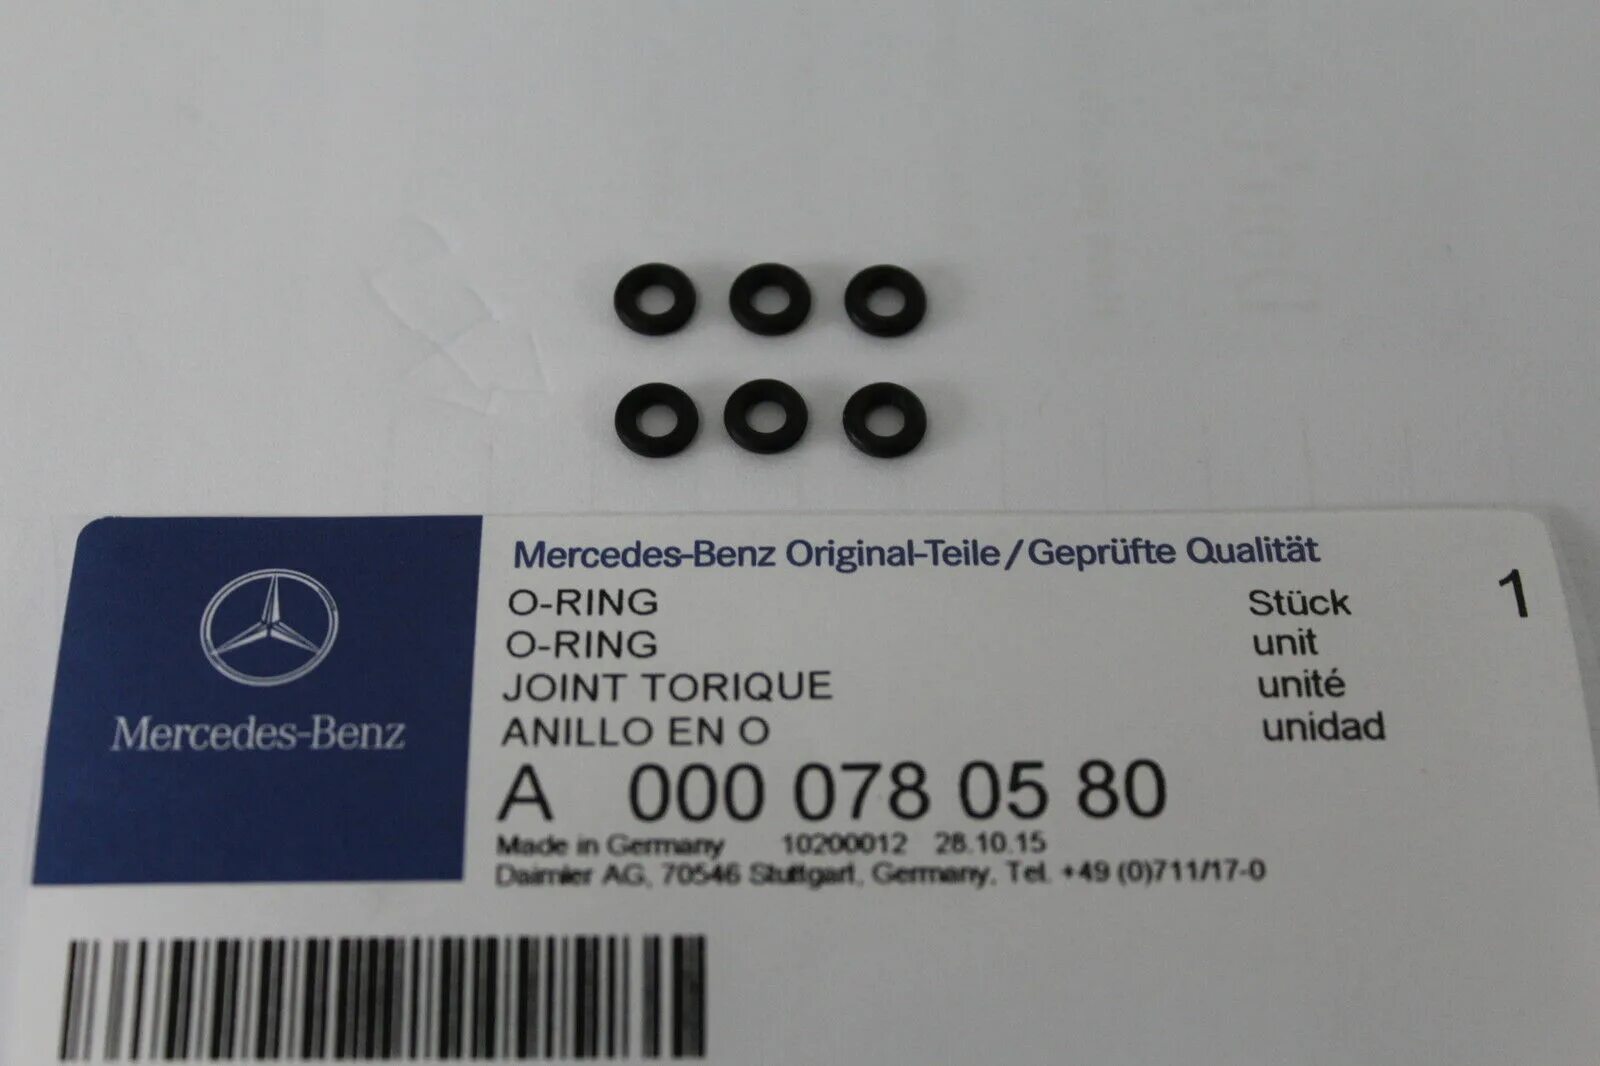 Mercedes-Benz
Mercedes-Benz Original-Teile/Geprüfte Qualität
O-RING Stück 1
O-RING unit
JOINT TORIQUE unité
ANILLO EN O unidad
A 000 078 05 80
Made in Germany 10200012 28.10.15
Daimler AG, 70546 Stuttgart, Germany, Tel. +49 (0)711/17-0